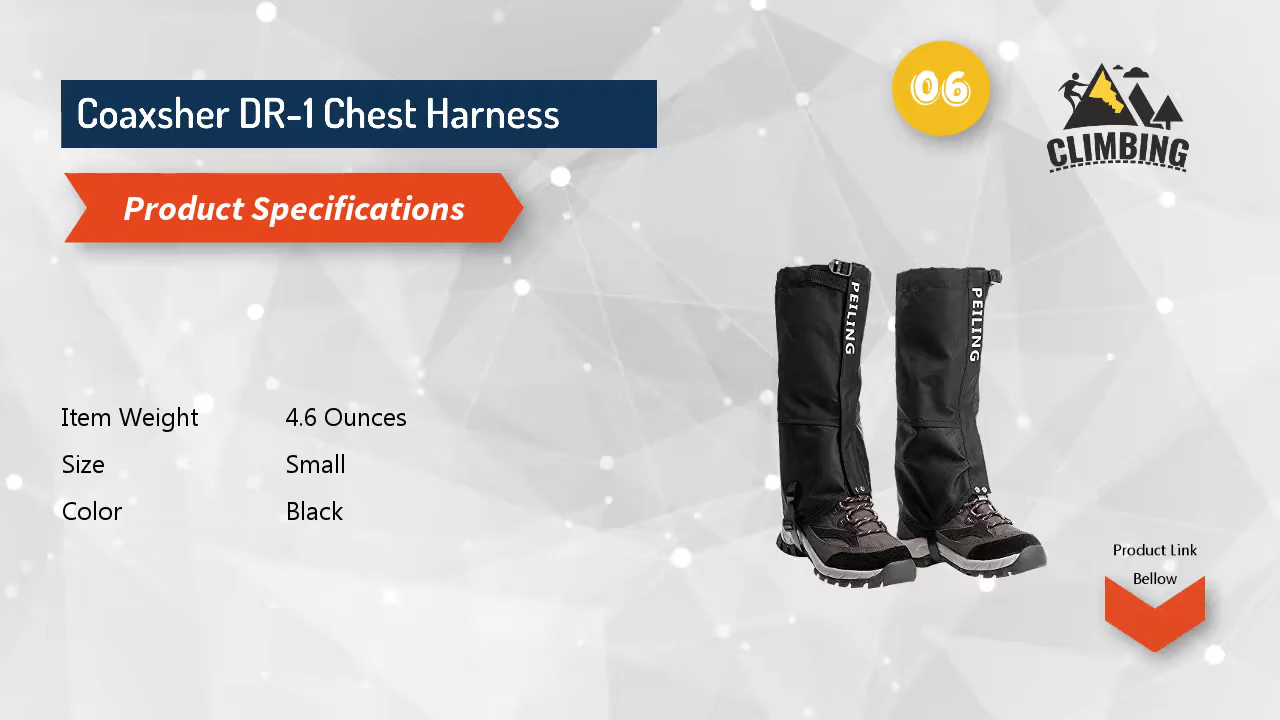 Coaxsher DR-1 Chest Harness
06
CLIMBING
Product Specifications
PEILING
PEILING
Item Weight 4.6 Ounces
Size Small
Color Black
Product Link
Bellow